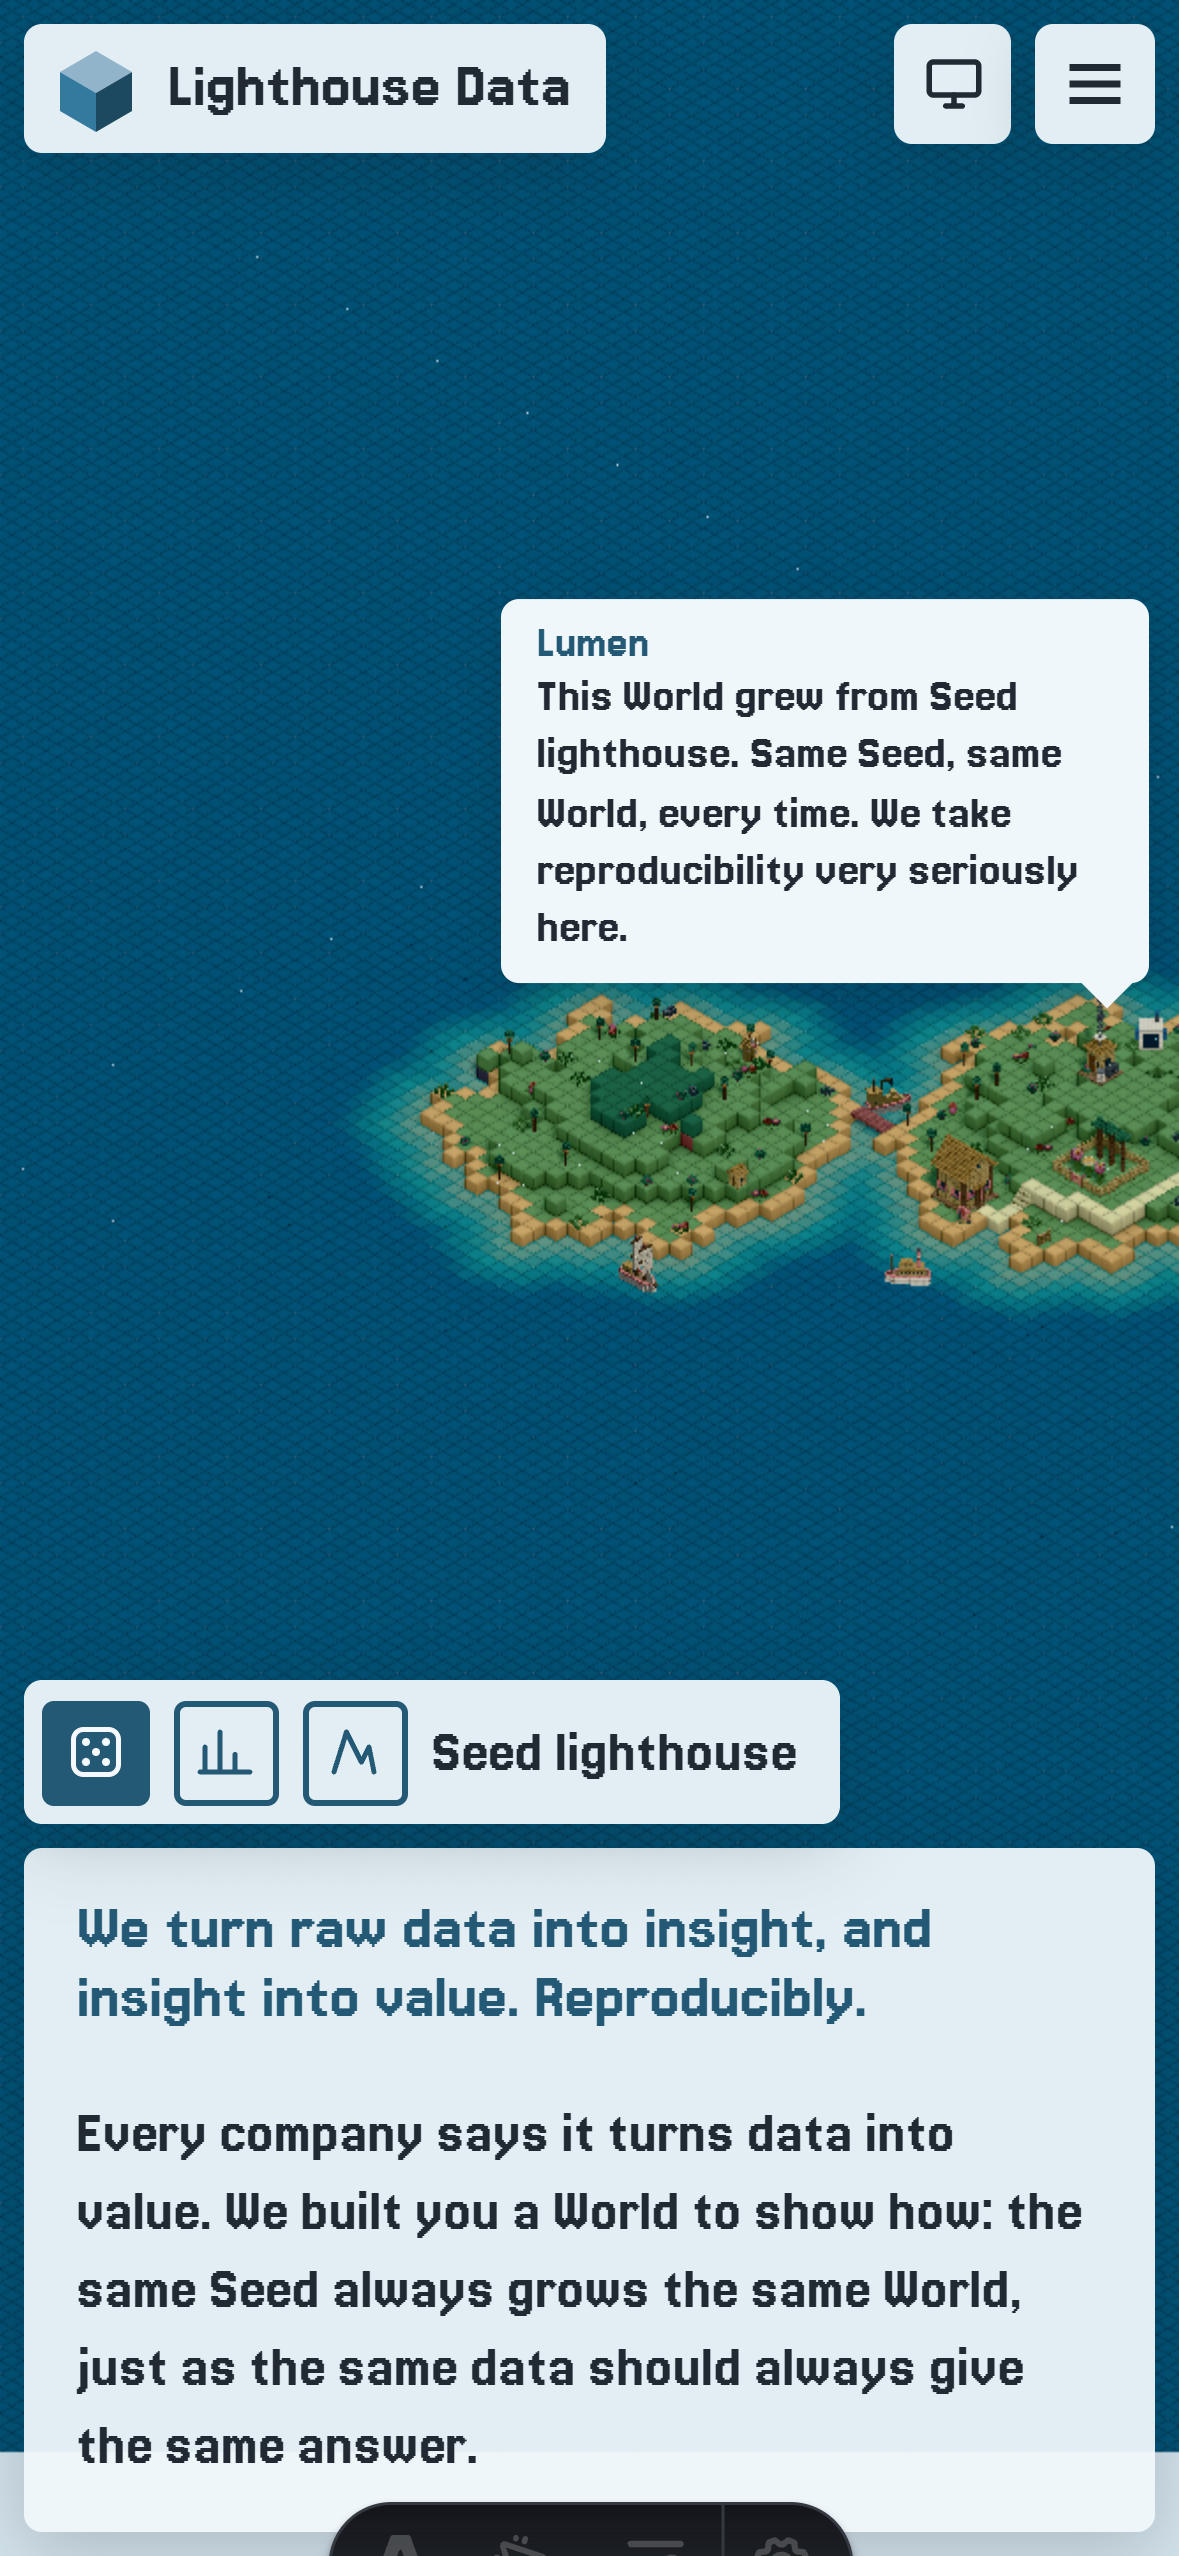 Lighthouse Data
Lumen
This World grew from Seed
lighthouse. Same Seed, same
World, every time. We take
reproducibility very seriously
here.
Seed lighthouse
We turn raw data into insight, and
insight into value. Reproducibly.
Every company says it turns data into
value. We built you a World to show how: the
same Seed always grows the same World,
just as the same data should always give
the same answer.